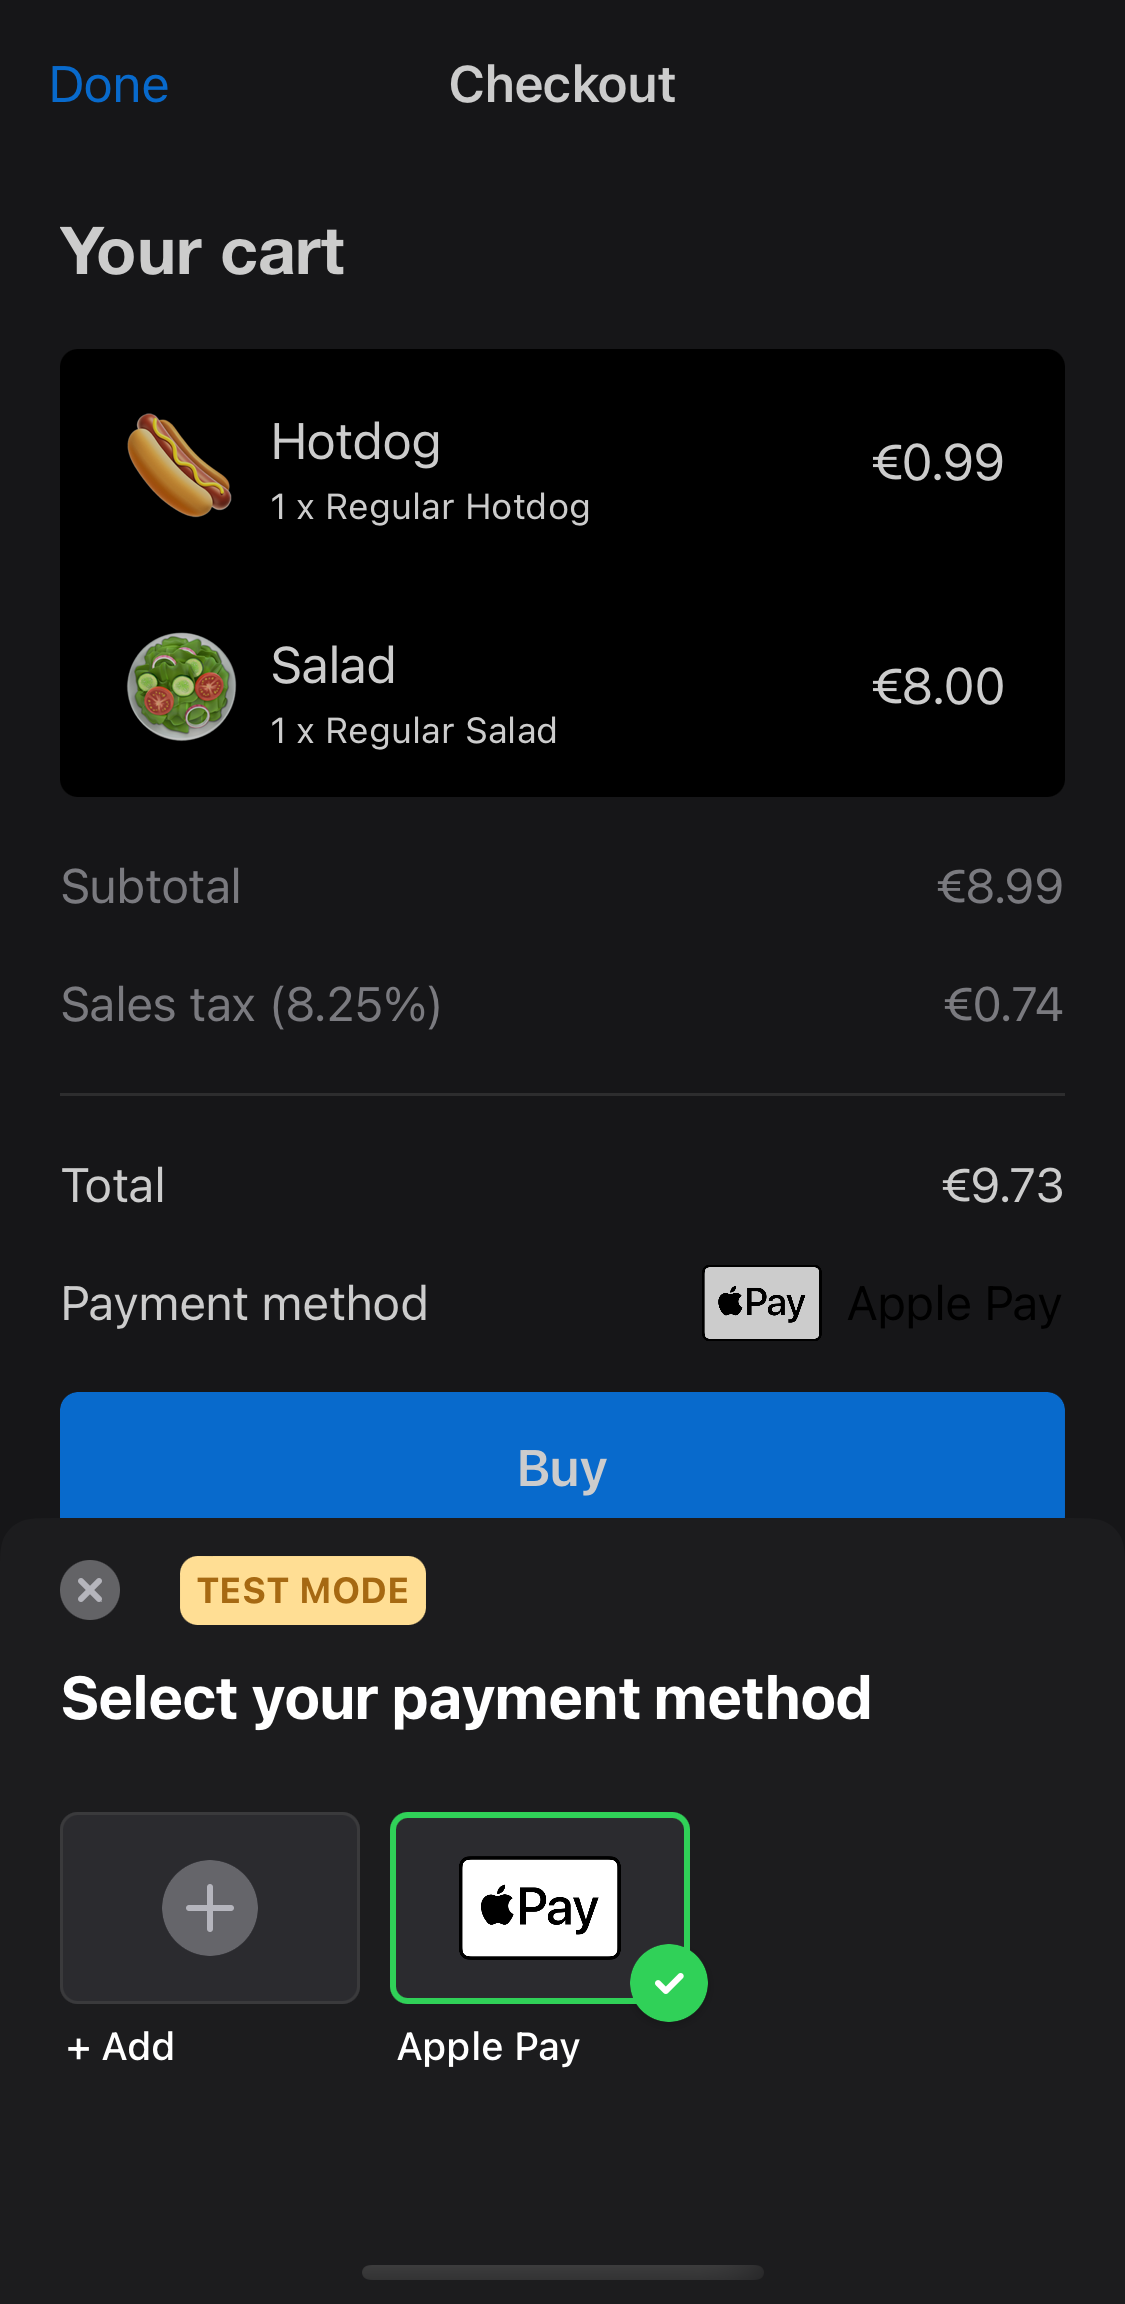 Done Checkout
Your cart
Hotdog €0.99
1 x Regular Hotdog
Salad €8.00
1 x Regular Salad
Subtotal €8.99
Sales tax (8.25%) €0.74
Total €9.73
Payment method Pay Apple Pay
Buy
TEST MODE
Select your payment method
Pay
+ Add Apple Pay